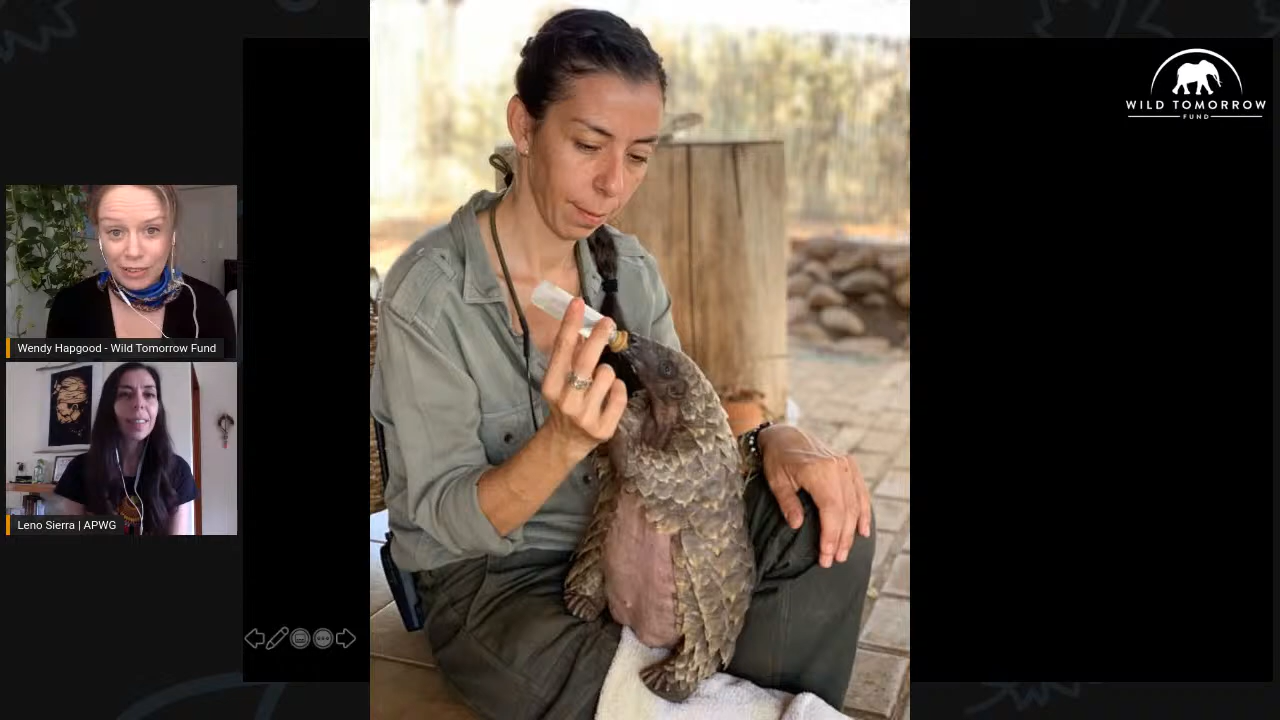 WILD TOMORROW
FUND
Wendy Hapgood - Wild Tomorrow Fund
Leno Sierra | APWG